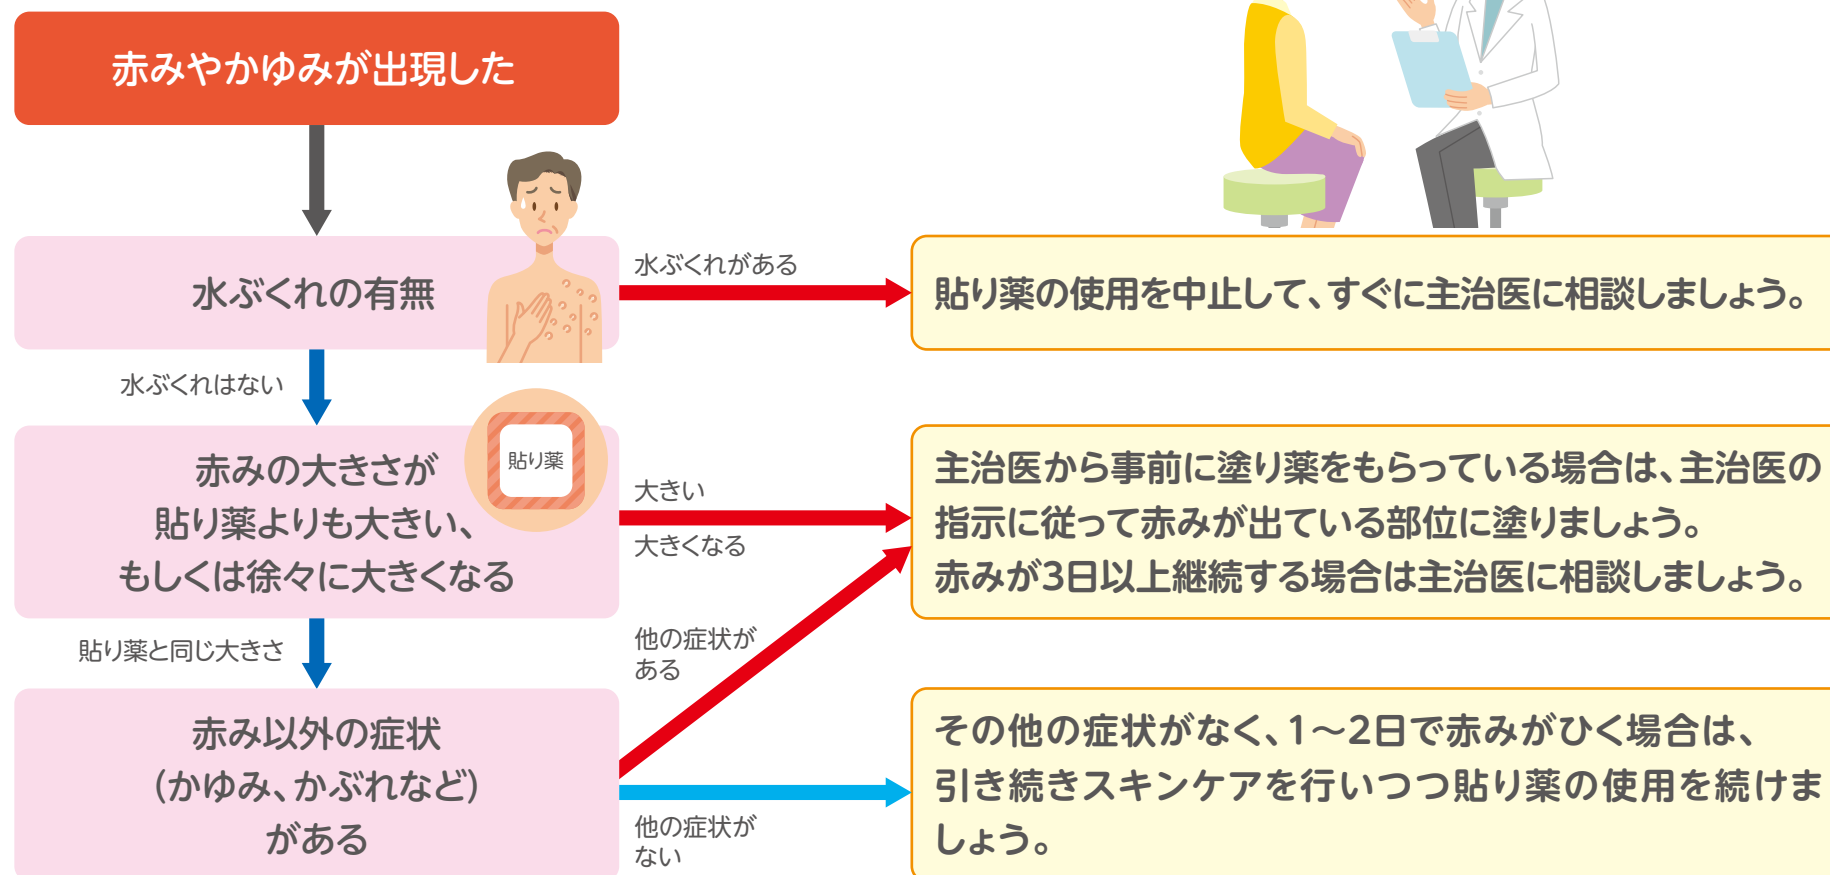 赤みやかゆみが出現した
水ぶくれの有無
水ぶくれがある
貼り薬の使用を中止して、すぐに主治医に相談しましょう。
水ぶくれはない
赤みの大きさが
貼り薬よりも大きい、
もしくは徐々に大きくなる
貼り薬
大きい
大きくなる
主治医から事前に塗り薬をもらっている場合は、主治医の
指示に従って赤みが出ている部位に塗りましょう。
赤みが3日以上継続する場合は主治医に相談しましょう。
貼り薬と同じ大きさ
他の症状が
ある
赤み以外の症状
(かゆみ、かぶれなど)
がある
他の症状が
ない
その他の症状がなく、1〜2日で赤みがひく場合は、
引き続きスキンケアを行いつつ貼り薬の使用を続けま
しょう。